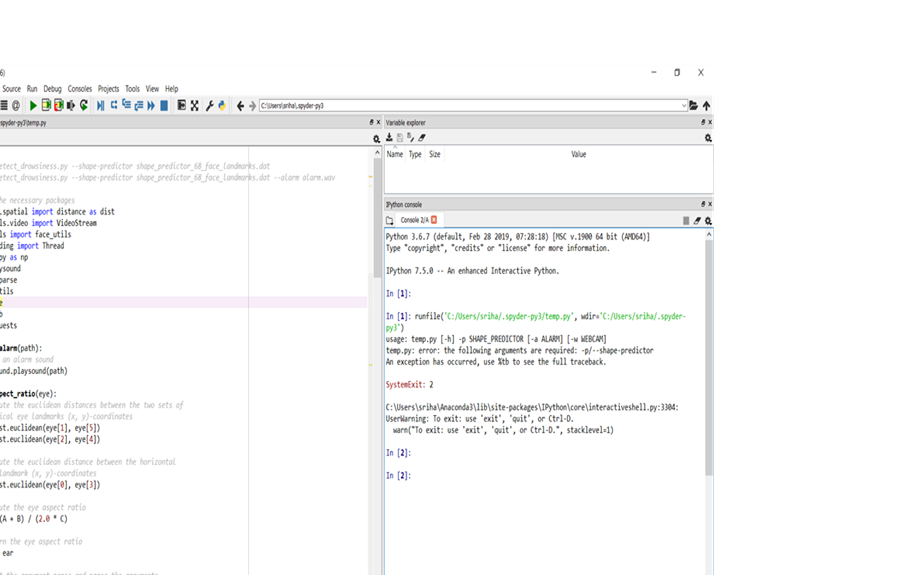 6)
Source Run Debug Consoles Projects Tools View Help
C:\Users\sriha\.spyder-py3
spyder-py3\temp.py
etect_drowsiness.py --shape-predictor shape_predictor_68_face_landmarks.dat
etect_drowsiness.py --shape-predictor shape_predictor_68_face_landmarks.dat --alarm alarm.wav
he necessary packages
.spatial import distance as dist
ls.video import VideoStream
ls import face_utils
ding import Thread
py as np
ysound
parse
tils
e
b
uests
alarm(path):
an alarm sound
und.playsound(path)
pect_ratio(eye):
ute the euclidean distances between the two sets of
ical eye landmarks (x, y)-coordinates
st.euclidean(eye[1], eye[5])
st.euclidean(eye[2], eye[4])
ute the euclidean distance between the horizontal
landmark (x, y)-coordinates
st.euclidean(eye[0], eye[3])
ute the eye aspect ratio
(A + B) / (2.0 * C)
rn the eye aspect ratio
ear
Variable explorer
Name Type Size Value
IPython console
Console 2/A
Python 3.6.7 (default, Feb 28 2019, 07:28:18) [MSC v.1900 64 bit (AMD64)]
Type "copyright", "credits" or "license" for more information.
IPython 7.5.0 -- An enhanced Interactive Python.
In [1]:
In [1]: runfile('C:/Users/sriha/.spyder-py3/temp.py', wdir='C:/Users/sriha/.spyder-
py3')
usage: temp.py [-h] -p SHAPE_PREDICTOR [-a ALARM] [-w WEBCAM]
temp.py: error: the following arguments are required: -p/--shape-predictor
An exception has occurred, use %tb to see the full traceback.
SystemExit: 2
C:\Users\sriha\Anaconda3\lib\site-packages\IPython\core\interactiveshell.py:3304:
UserWarning: To exit: use 'exit', 'quit', or Ctrl-D.
warn("To exit: use 'exit', 'quit', or Ctrl-D.", stacklevel=1)
In [2]:
In [2]: